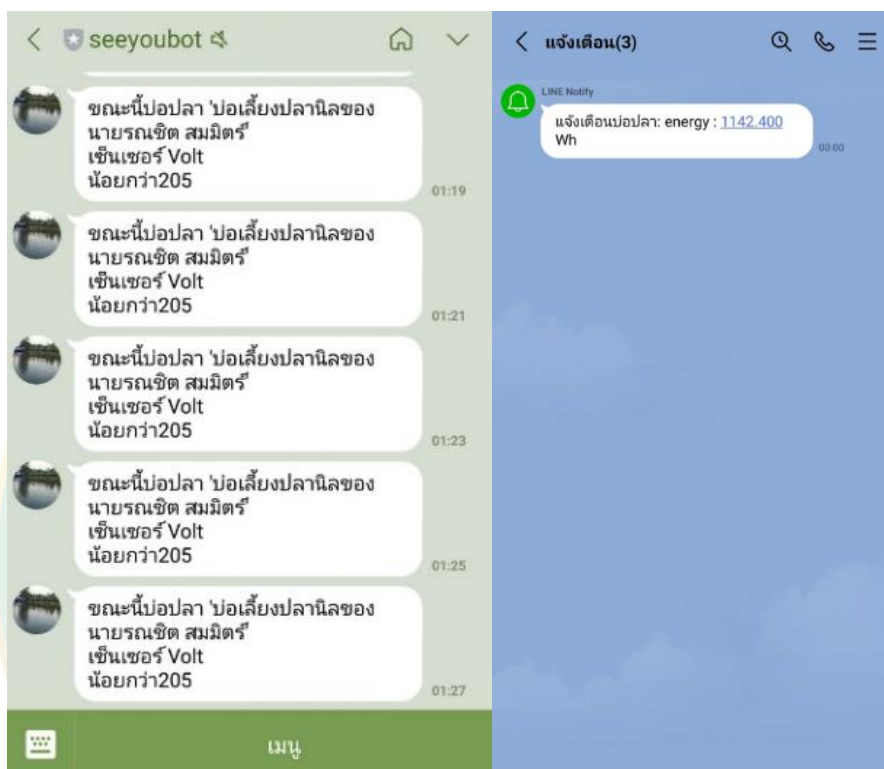 seeyoubot
ขณะนี้บ่อปลา 'บ่อเลี้ยงปลานิลของ
นายรณชิต สมมิตร์'
เซ็นเซอร์ Volt
น้อยกว่า205
01:19
ขณะนี้บ่อปลา 'บ่อเลี้ยงปลานิลของ
นายรณชิต สมมิตร์'
เซ็นเซอร์ Volt
น้อยกว่า205
01:21
ขณะนี้บ่อปลา 'บ่อเลี้ยงปลานิลของ
นายรณชิต สมมิตร์'
เซ็นเซอร์ Volt
น้อยกว่า205
01:23
ขณะนี้บ่อปลา 'บ่อเลี้ยงปลานิลของ
นายรณชิต สมมิตร์'
เซ็นเซอร์ Volt
น้อยกว่า205
01:25
ขณะนี้บ่อปลา 'บ่อเลี้ยงปลานิลของ
นายรณชิต สมมิตร์'
เซ็นเซอร์ Volt
น้อยกว่า205
01:27
เมนู
แจ้งเตือน(3)
LINE Notify
แจ้งเตือนบ่อปลา: energy : 1142.400
Wh
00:00